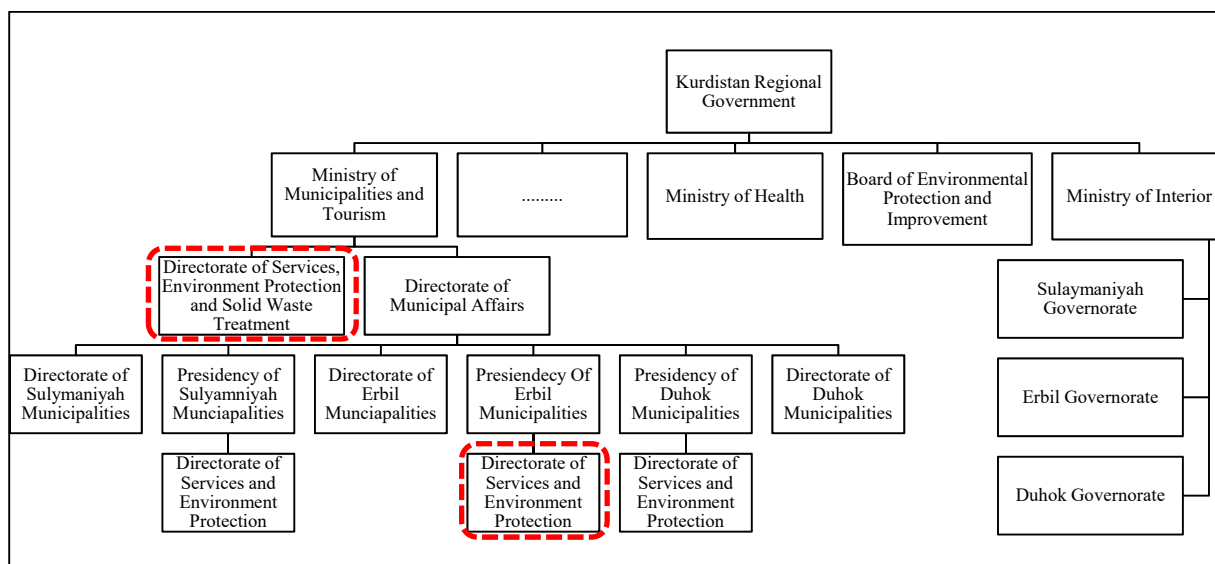 Kurdistan Regional
Government
Ministry of
Municipalities and
Tourism
.........
Ministry of Health
Board of Environmental
Protection and
Improvement
Ministry of Interior
Directorate of Services,
Environment Protection
and Solid Waste
Treatment
Directorate of
Municipal Affairs
Sulaymaniyah
Governorate
Erbil Governorate
Duhok Governorate
Directorate of
Sulymaniyah
Municipalities
Presidency of
Sulyamniyah
Munciapalities
Directorate of
Erbil
Munciapalities
Presiendecy Of
Erbil
Municipalities
Presidency of
Duhok
Municipalities
Directorate of
Duhok
Municipalities
Directorate of
Services and
Environment
Protection
Directorate of
Services and
Environment
Protection
Directorate of
Services and
Environment
Protection